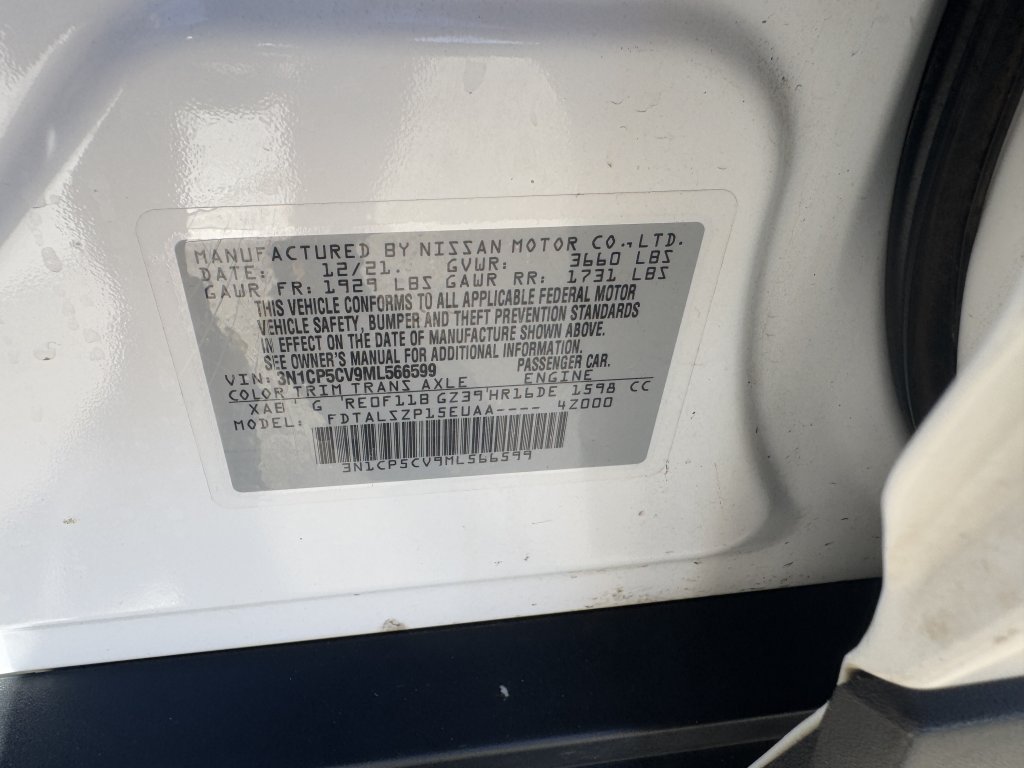 MANUFACTURED BY NISSAN MOTOR CO., LTD.
DATE: 12/21. GVWR: 3660 LBS
GAWR FR: 1929 LBS GAWR RR: 1731 LBS
THIS VEHICLE CONFORMS TO ALL APPLICABLE FEDERAL MOTOR
VEHICLE SAFETY, BUMPER AND THEFT PREVENTION STANDARDS
IN EFFECT ON THE DATE OF MANUFACTURE SHOWN ABOVE.
SEE OWNER'S MANUAL FOR ADDITIONAL INFORMATION.
VIN: 3N1CP5CV9ML566599 PASSENGER CAR.
COLOR TRIM TRANS AXLE ENGINE
XAB G RE0F11B GZ39 HR16DE 1598 CC
MODEL: FDTALSZP15EUAA---- 4Z000
3N1CP5CV9ML566599